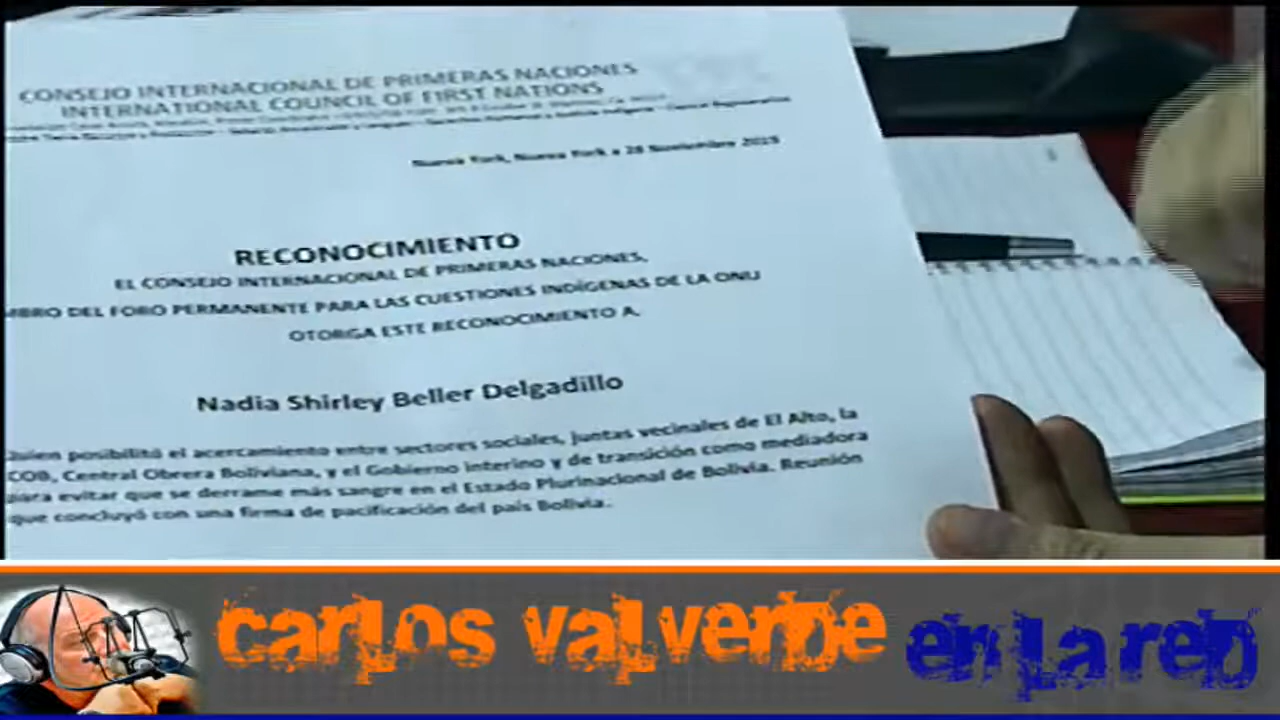 CONSEJO INTERNACIONAL DE PRIMERAS NACIONES
INTERNATIONAL COUNCIL OF FIRST NATIONS
Nueva York, Nueva York a 28 Noviembre 2019
RECONOCIMIENTO
EL CONSEJO INTERNACIONAL DE PRIMERAS NACIONES,
MBRO DEL FORO PERMANENTE PARA LAS CUESTIONES INDÍGENAS DE LA ONU
OTORGA ESTE RECONOCIMIENTO A.
Nadia Shirley Beller Delgadillo
Quien posibilitó el acercamiento entre sectores sociales, juntas vecinales de El Alto, la
COB, Central Obrera Boliviana, y el Gobierno interino y de transición como mediadora
para evitar que se derrame más sangre en el Estado Plurinacional de Bolivia. Reunión
que concluyó con una firma de pacificación del país Bolivia.
carlos valverde en la red